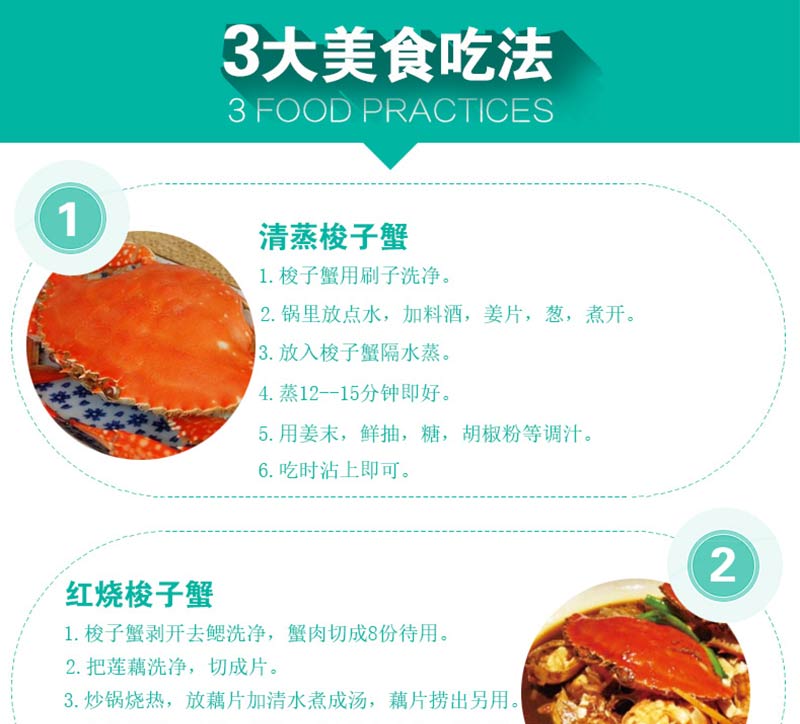 3大美食吃法
3 FOOD PRACTICES
1
清蒸梭子蟹
1. 梭子蟹用刷子洗净。
2. 锅里放点水，加料酒，姜片，葱，煮开。
3. 放入梭子蟹隔水蒸。
4. 蒸12--15分钟即好。
5. 用姜末，鲜抽，糖，胡椒粉等调汁。
6. 吃时沾上即可。
2
红烧梭子蟹
1. 梭子蟹剥开去鳃洗净，蟹肉切成8份待用。
2. 把莲藕洗净，切成片。
3. 炒锅烧热，放藕片加清水煮成汤，藕片捞出另用。